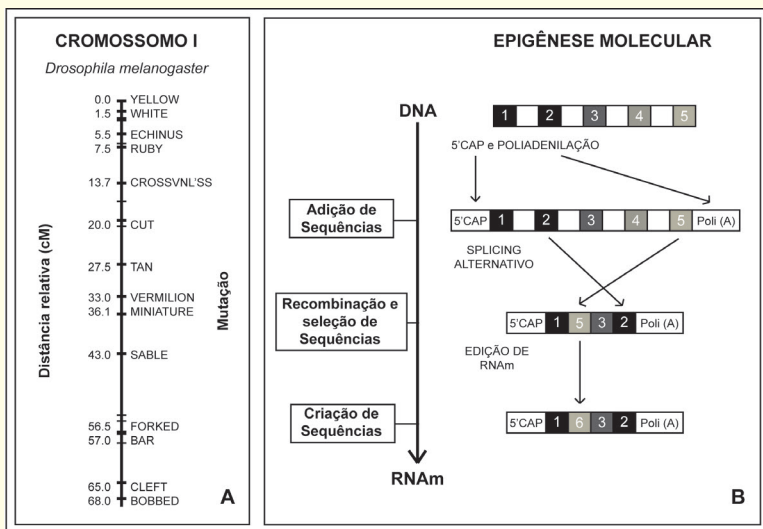 CROMOSSOMO I
Drosophila melanogaster
0.0 YELLOW
1.5 WHITE
5.5 ECHINUS
7.5 RUBY
13.7 CROSSVNL'SS
20.0 CUT
27.5 TAN
33.0 VERMILION
36.1 MINIATURE
43.0 SABLE
56.5 FORKED
57.0 BAR
65.0 CLEFT
68.0 BOBBED
Distância relativa (cM)
Mutação
A
EPIGÊNESE MOLECULAR
DNA
1 2 3 4 5
5'CAP e POLIADENILAÇÃO
Adição de
Sequências
5'CAP 1 2 3 4 5 Poli (A)
SPLICING
ALTERNATIVO
Recombinação e
seleção de
Sequências
5'CAP 1 5 3 2 Poli (A)
EDIÇÃO DE
RNAm
Criação de
Sequências
5'CAP 1 6 3 2 Poli (A)
RNAm
B